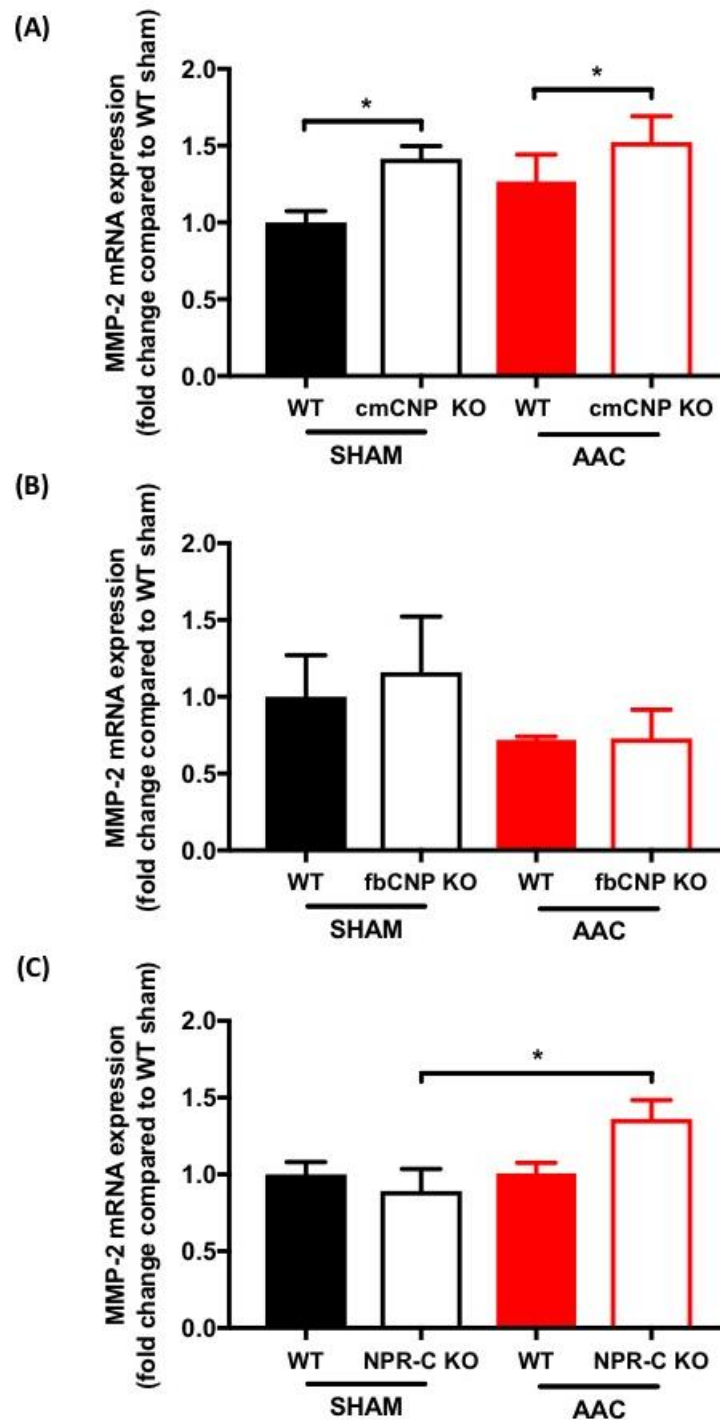 (A)
MMP-2 mRNA expression
(fold change compared to WT sham)
2.0
1.5
1.0
0.5
0.0
*
*
WT cmCNP KO WT cmCNP KO
SHAM AAC
(B)
MMP-2 mRNA expression
(fold change compared to WT sham)
2.0
1.5
1.0
0.5
0.0
WT fbCNP KO WT fbCNP KO
SHAM AAC
(C)
MMP-2 mRNA expression
(fold change compared to WT sham)
2.0
1.5
1.0
0.5
0.0
*
WT NPR-C KO WT NPR-C KO
SHAM AAC